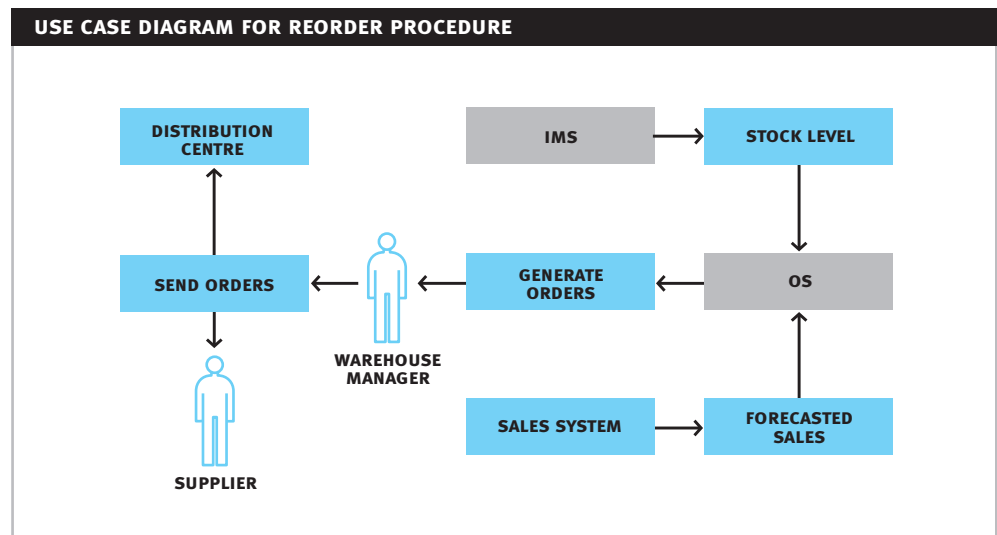 USE CASE DIAGRAM FOR REORDER PROCEDURE
DISTRIBUTION
CENTRE
IMS
STOCK LEVEL
SEND ORDERS
GENERATE
ORDERS
OS
WAREHOUSE
MANAGER
SALES SYSTEM
FORECASTED
SALES
SUPPLIER